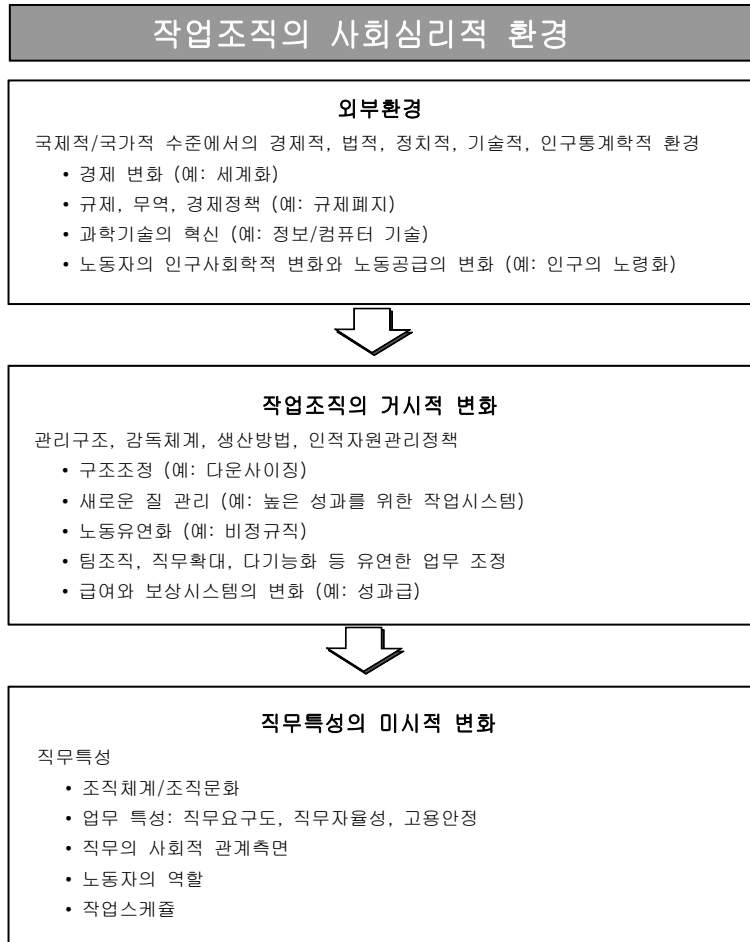 작업조직의 사회심리적 환경
외부환경
국제적/국가적 수준에서의 경제적, 법적, 정치적, 기술적, 인구통계학적 환경
• 경제 변화 (예: 세계화)
• 규제, 무역, 경제정책 (예: 규제폐지)
• 과학기술의 혁신 (예: 정보/컴퓨터 기술)
• 노동자의 인구사회학적 변화와 노동공급의 변화 (예: 인구의 노령화)
작업조직의 거시적 변화
관리구조, 감독체계, 생산방법, 인적자원관리정책
• 구조조정 (예: 다운사이징)
• 새로운 질 관리 (예: 높은 성과를 위한 작업시스템)
• 노동유연화 (예: 비정규직)
• 팀조직, 직무확대, 다기능화 등 유연한 업무 조정
• 급여와 보상시스템의 변화 (예: 성과급)
직무특성의 미시적 변화
직무특성
• 조직체계/조직문화
• 업무 특성: 직무요구도, 직무자율성, 고용안정
• 직무의 사회적 관계측면
• 노동자의 역할
• 작업스케쥴